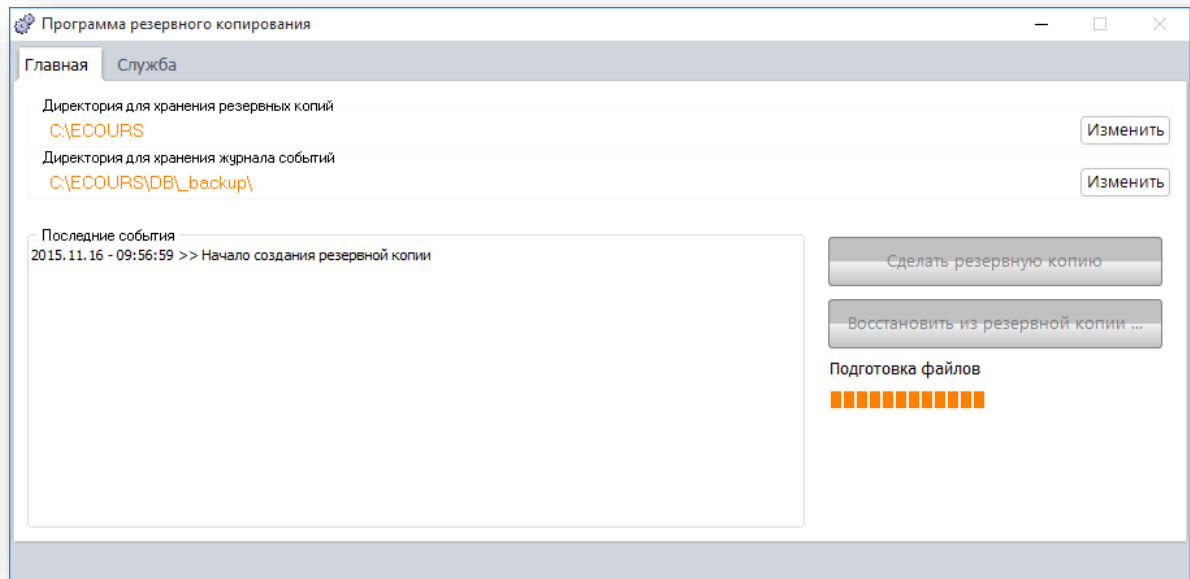 Программа резервного копирования
Главная Служба
Директория для хранения резервных копий
C:\ECOURS Изменить
Директория для хранения журнала событий
C:\ECOURS\DB\_backup\ Изменить
Последние события
2015.11.16 - 09:56:59 >> Начало создания резервной копии
Сделать резервную копию
Восстановить из резервной копии ...
Подготовка файлов